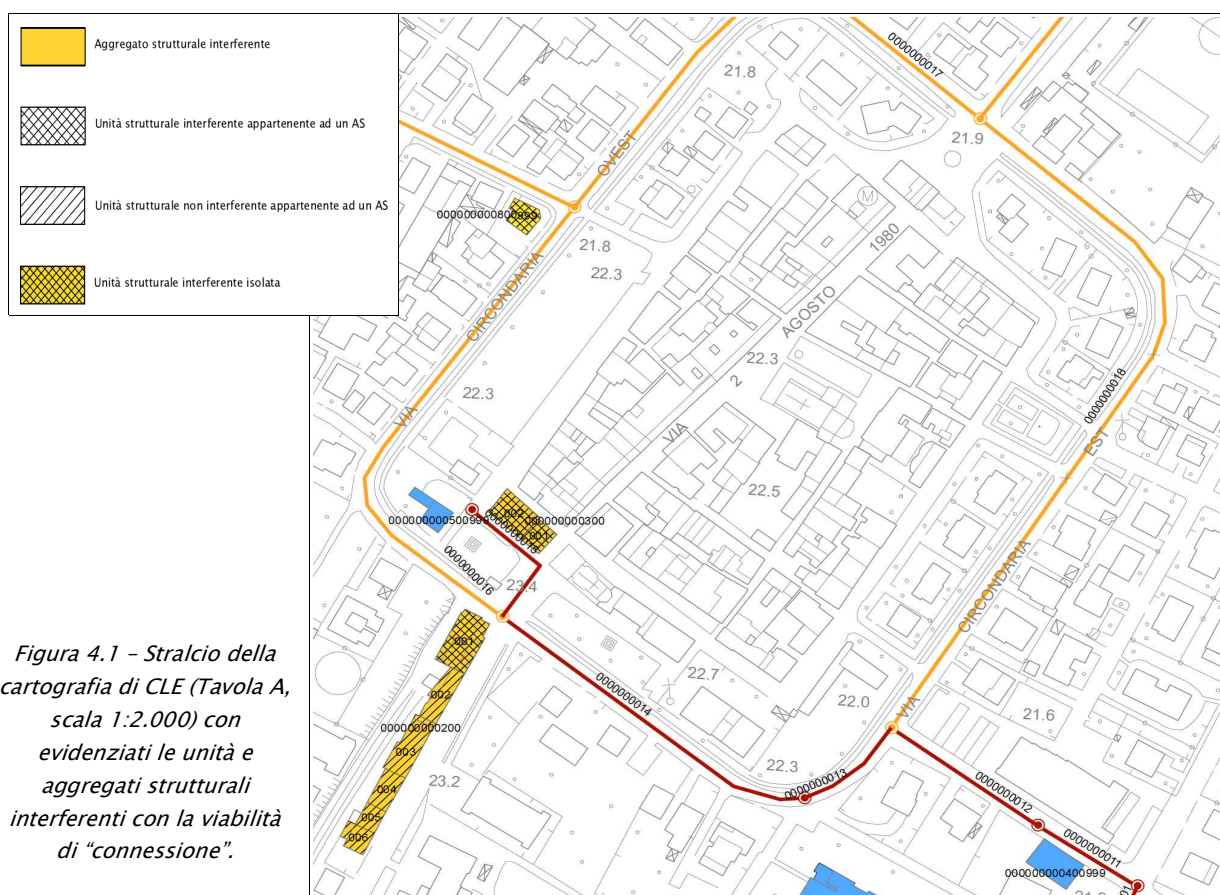 Aggregato strutturale interferente
Unità strutturale interferente appartenente ad un AS
Unità strutturale non interferente appartenente ad un AS
Unità strutturale interferente isolata
0000000017
21.8
21.9
OVEST
000000000800999
M
21.8
22.3
1980
CIRCONDARIA
AGOSTO
22.3
2
22.3
0000000018
VIA
VIA
EST
22.5
002
000000000500999
000000000300
001
0000000016
23.4
CIRCONDARIA
001
0000000014
22.7
22.0
VIA
21.6
002
000000000200
003
23.2
22.3
0000000013
0000000012
004
005
006
0000000011
000000000400999
Figura 4.1 – Stralcio della
cartografia di CLE (Tavola A,
scala 1:2.000) con
evidenziati le unità e
aggregati strutturali
interferenti con la viabilità
di “connessione”.